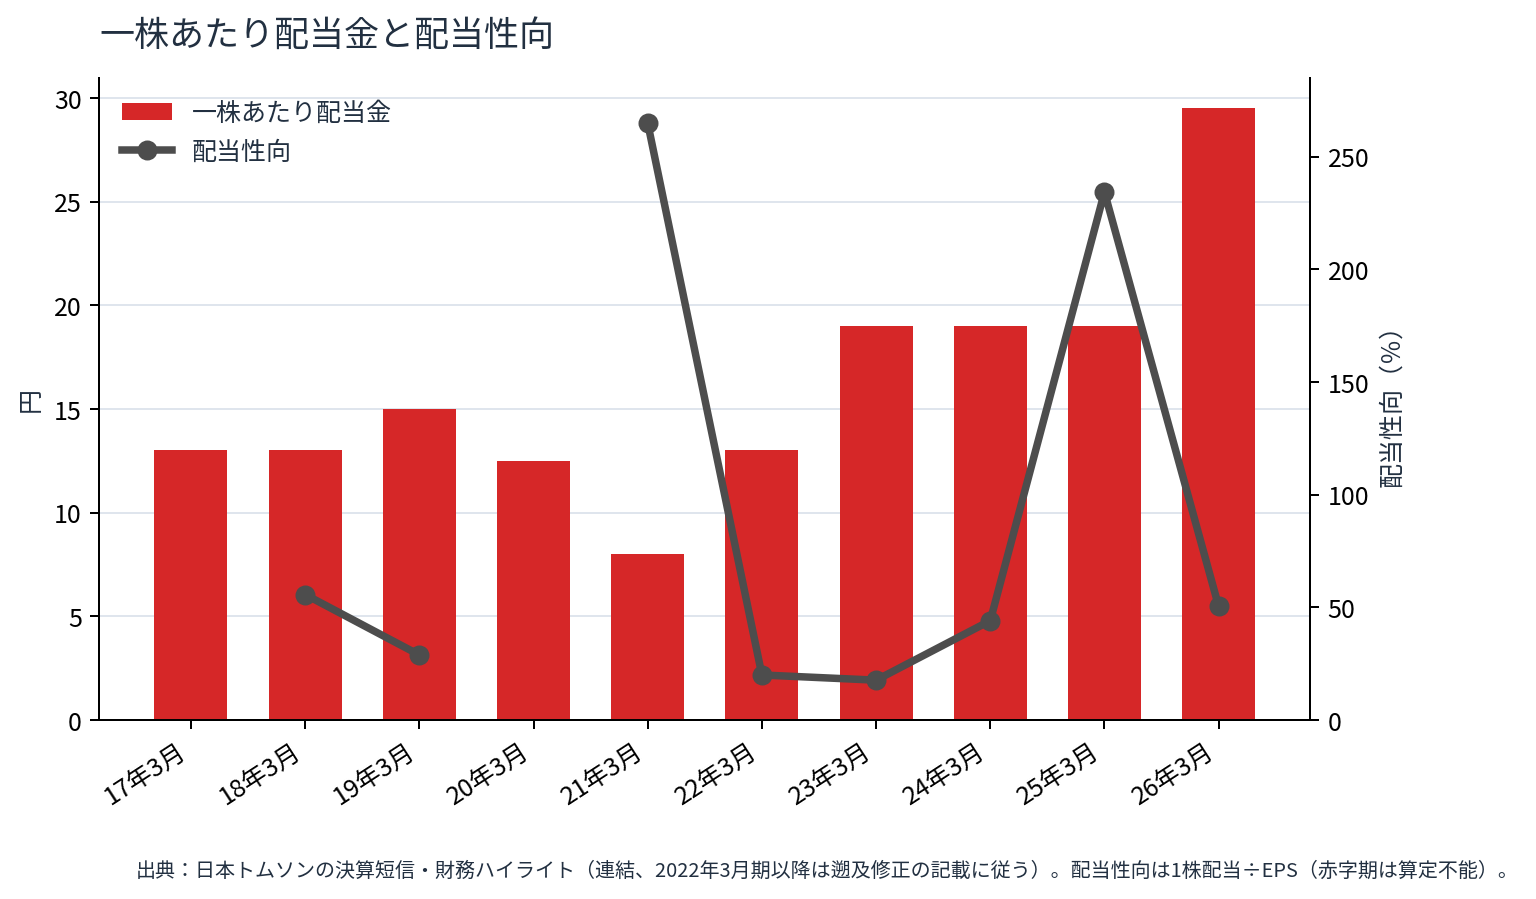 一株あたり配当金と配当性向
一株あたり配当金
配当性向
30
25
20
15
10
5
0
円
250
200
150
100
50
0
配当性向（%）
17年3月
18年3月
19年3月
20年3月
21年3月
22年3月
23年3月
24年3月
25年3月
26年3月
出典：日本トムソンの決算短信・財務ハイライト（連結、2022年3月期以降は遡及修正の記載に従う）。配当性向は1株配当÷EPS（赤字期は算定不能）。